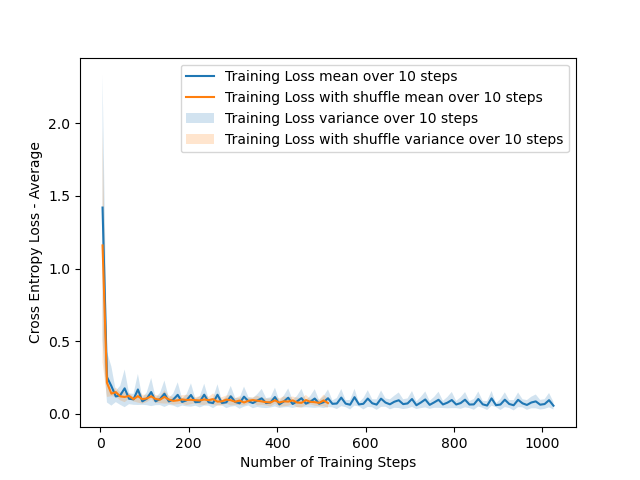 Training Loss mean over 10 steps
Training Loss with shuffle mean over 10 steps
Training Loss variance over 10 steps
Training Loss with shuffle variance over 10 steps
Cross Entropy Loss - Average
2.0
1.5
1.0
0.5
0.0
0 200 400 600 800 1000
Number of Training Steps